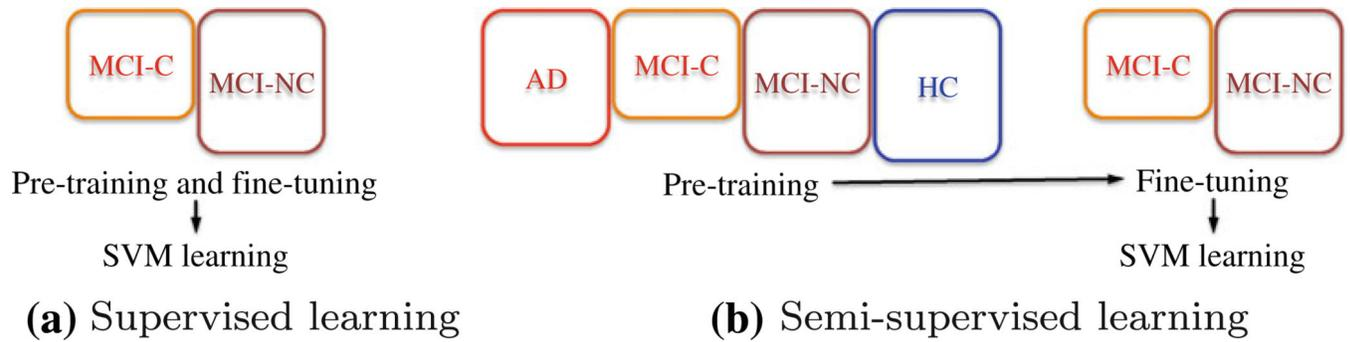 MCI-C
MCI-NC
Pre-training and fine-tuning
SVM learning
(a) Supervised learning
AD
MCI-C
MCI-NC
HC
MCI-C
MCI-NC
Pre-training
Fine-tuning
SVM learning
(b) Semi-supervised learning